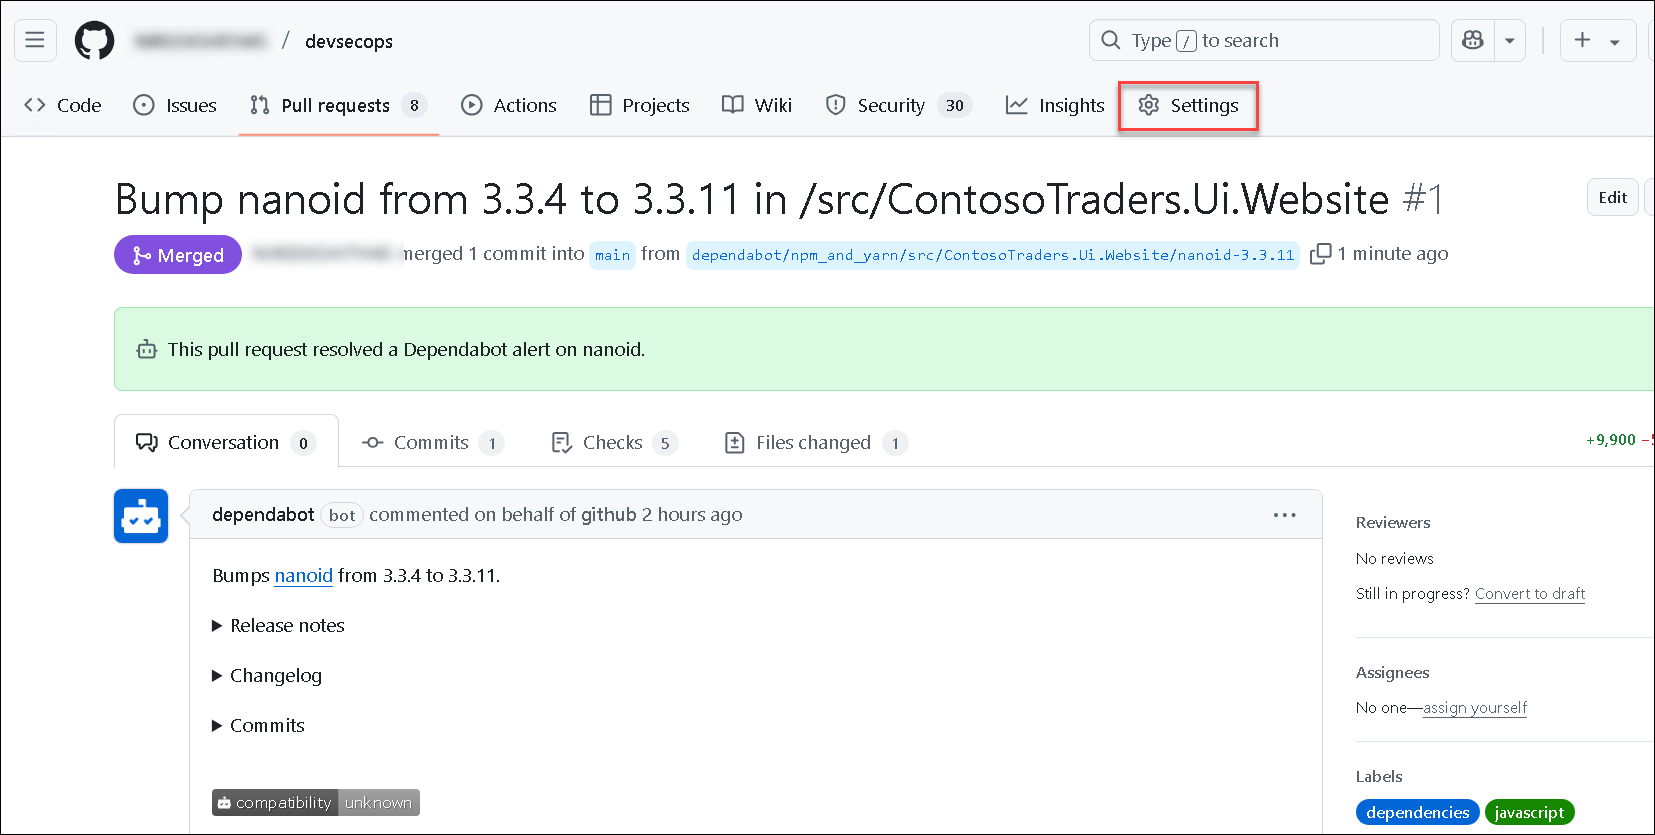 / devsecops
Type / to search
Code Issues Pull requests 8 Actions Projects Wiki Security 30 Insights Settings
Bump nanoid from 3.3.4 to 3.3.11 in /src/ContosoTraders.Ui.Website #1
Edit
Merged merged 1 commit into main from dependabot/npm_and_yarn/src/ContosoTraders.Ui.Website/nanoid-3.3.11 1 minute ago
This pull request resolved a Dependabot alert on nanoid.
Conversation 0 Commits 1 Checks 5 Files changed 1
+9,900
dependabot bot commented on behalf of github 2 hours ago
Bumps nanoid from 3.3.4 to 3.3.11.
Release notes
Changelog
Commits
compatibility unknown
Reviewers
No reviews
Still in progress? Convert to draft
Assignees
No one—assign yourself
Labels
dependencies javascript